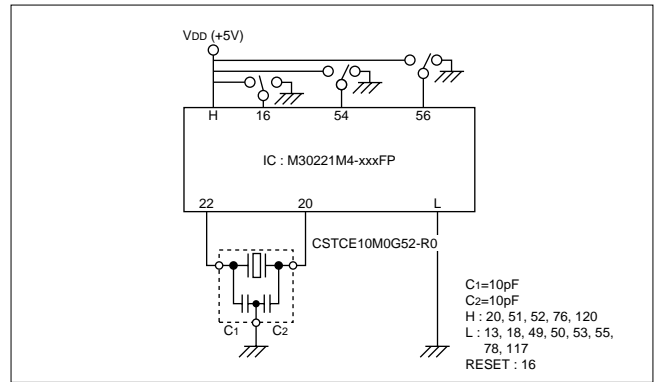 VDD (+5V)
H 16 54 56
IC : M30221M4-xxxFP
22 20 L
CSTCE10M0G52-R0
C1 C2
C1=10pF
C2=10pF
H : 20, 51, 52, 76, 120
L : 13, 18, 49, 50, 53, 55,
78, 117
RESET : 16